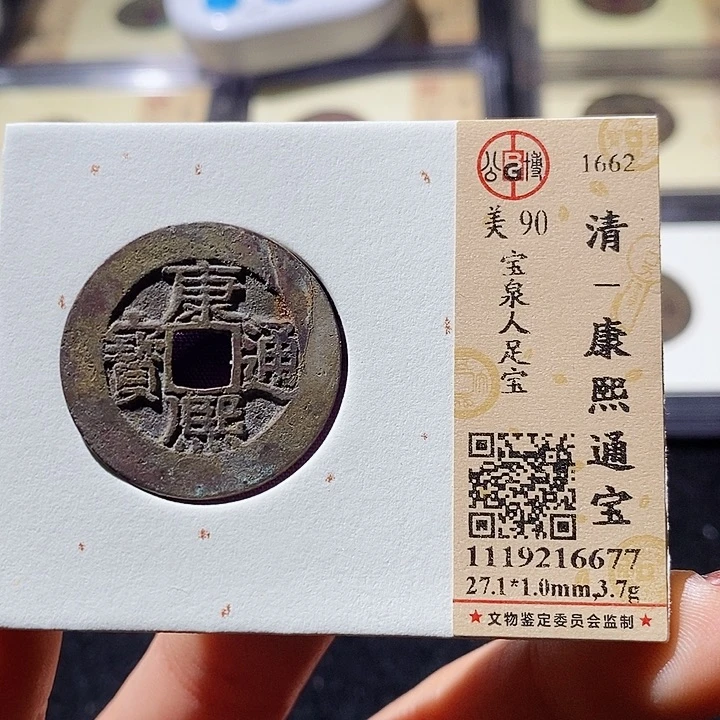 康熙通寳
公博
1662
美 90
清－康熙通宝
宝泉人足宝
1119216677
27.1*1.0mm,3.7g
★文物鉴定委员会监制★